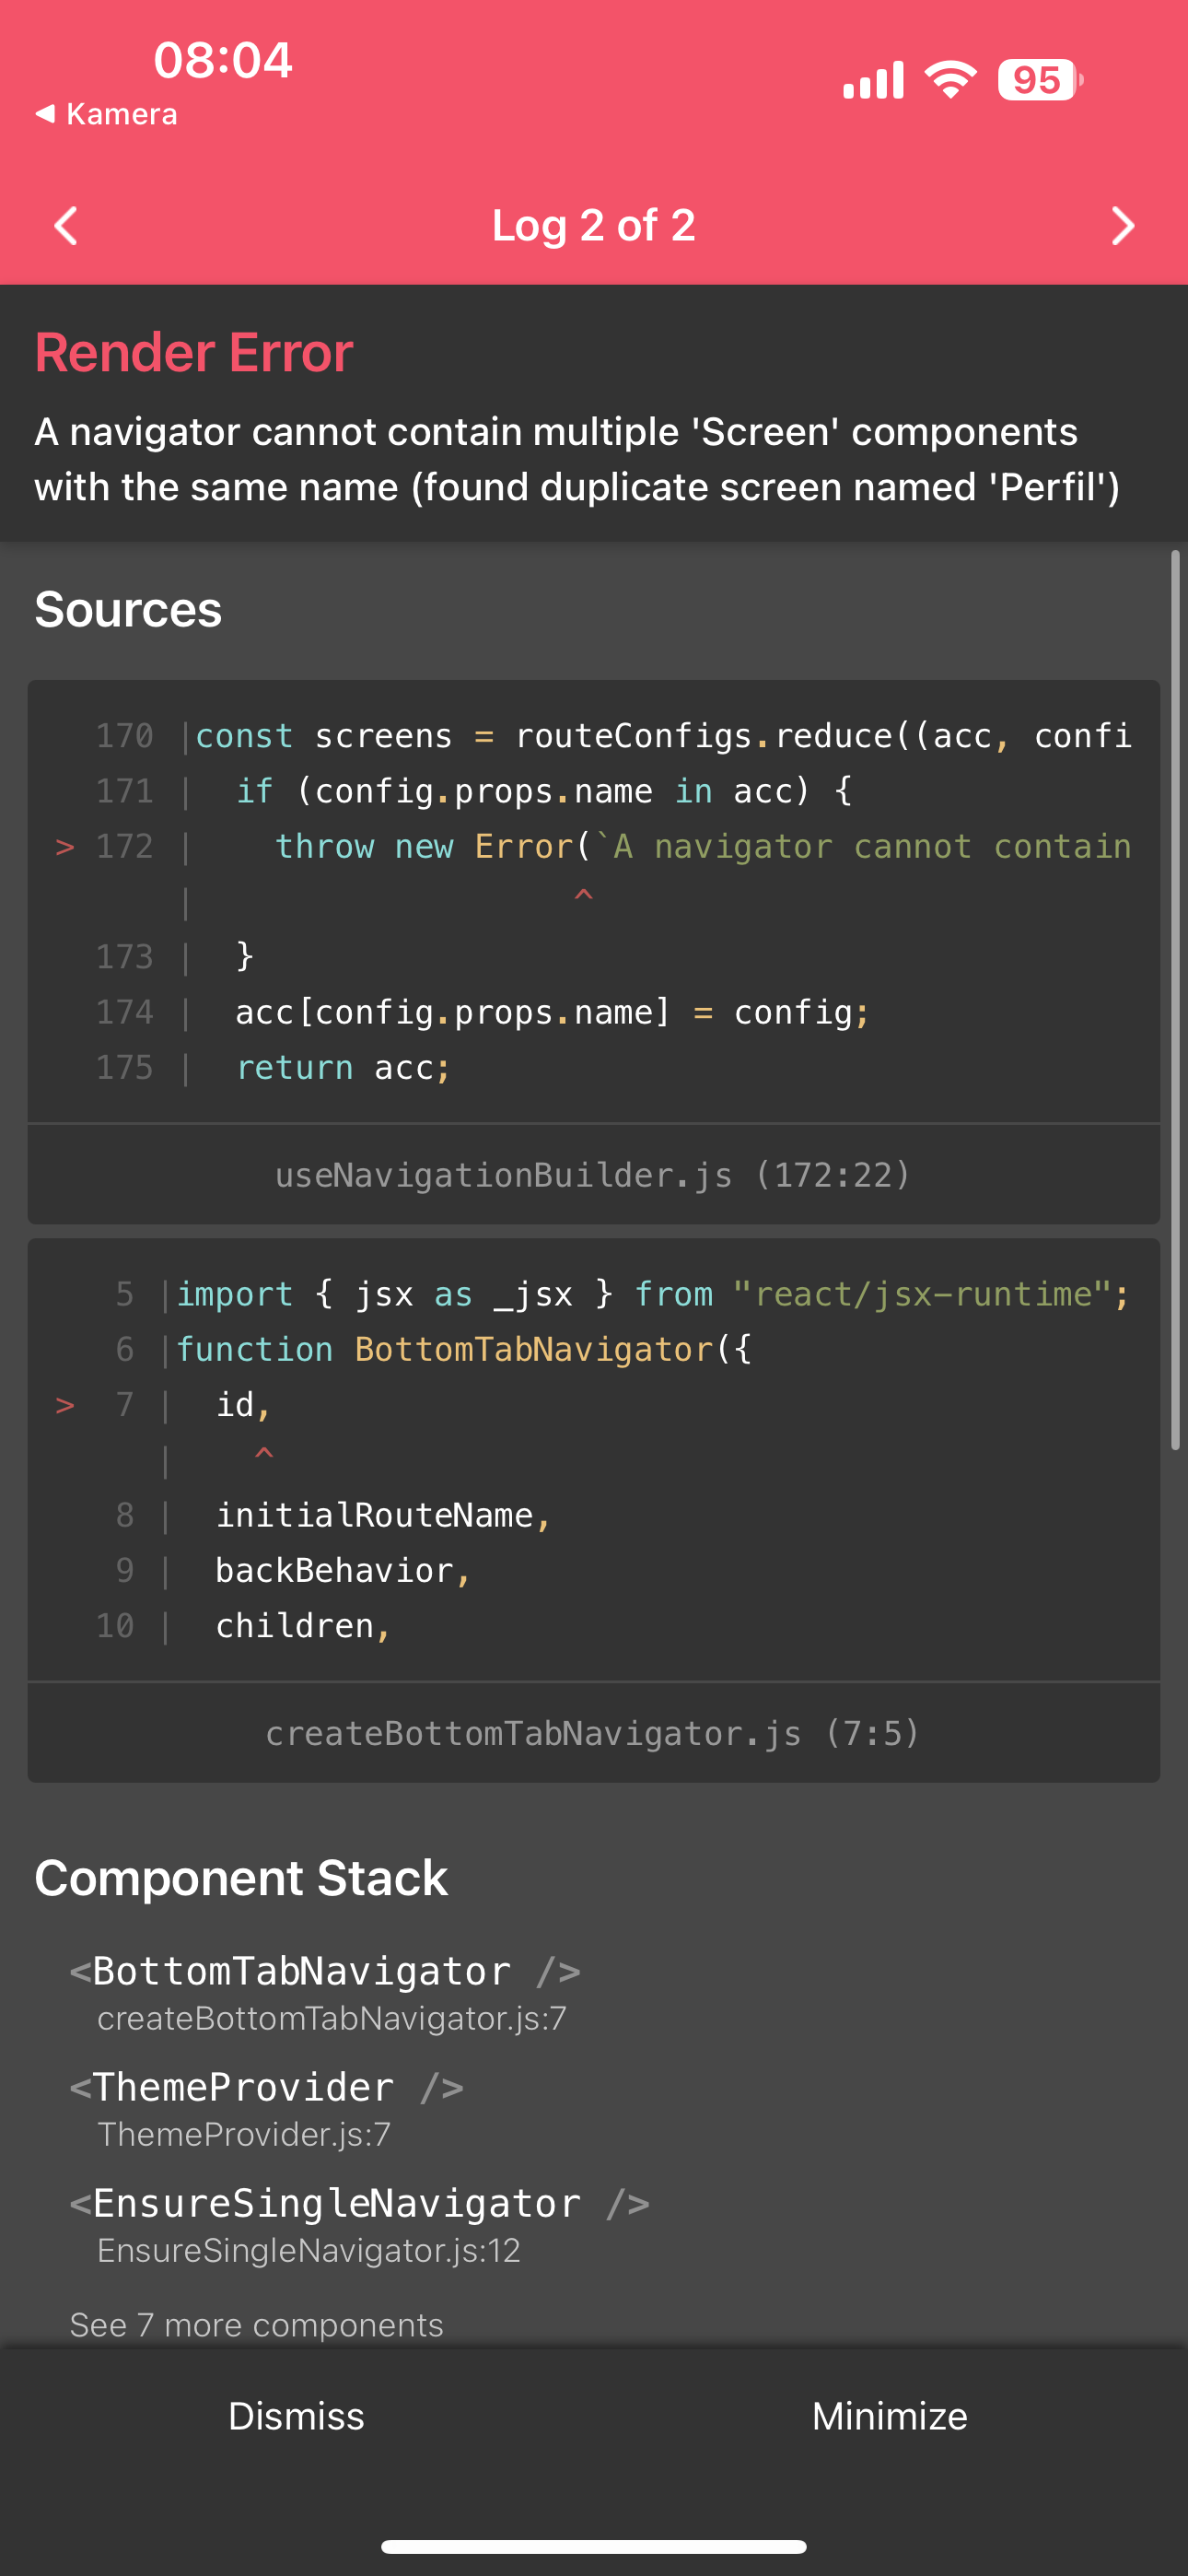 08:04
◀ Kamera
95
Log 2 of 2
Render Error
A navigator cannot contain multiple 'Screen' components
with the same name (found duplicate screen named 'Perfil')
Sources
170 |const screens = routeConfigs.reduce((acc, confi
171 |  if (config.props.name in acc) {
> 172 |    throw new Error(`A navigator cannot contain
|                   ^
173 |  }
174 |  acc[config.props.name] = config;
175 |  return acc;
useNavigationBuilder.js (172:22)
5 |import { jsx as _jsx } from "react/jsx-runtime";
6 |function BottomTabNavigator({
> 7 |  id,
|    ^
8 |  initialRouteName,
9 |  backBehavior,
10 |  children,
createBottomTabNavigator.js (7:5)
Component Stack
<BottomTabNavigator />
createBottomTabNavigator.js:7
<ThemeProvider />
ThemeProvider.js:7
<EnsureSingleNavigator />
EnsureSingleNavigator.js:12
See 7 more components
Dismiss
Minimize